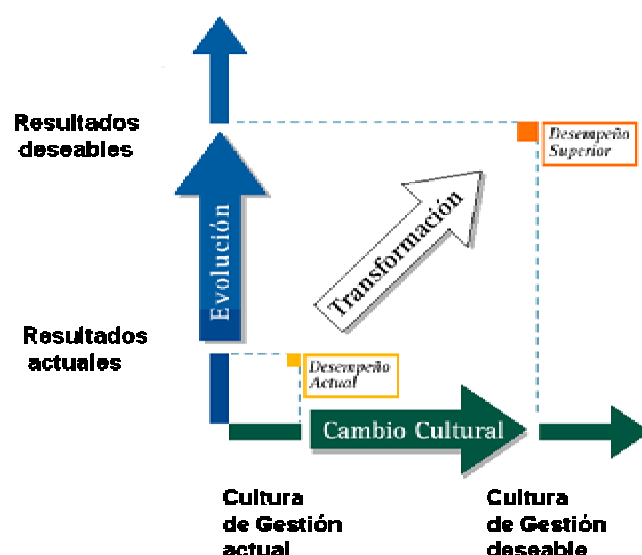 Resultados
deseables
Desempeño
Superior
Evolución
Transformación
Resultados
actuales
Desempeño
Actual
Cambio Cultural
Cultura
de Gestión
actual
Cultura
de Gestión
deseable